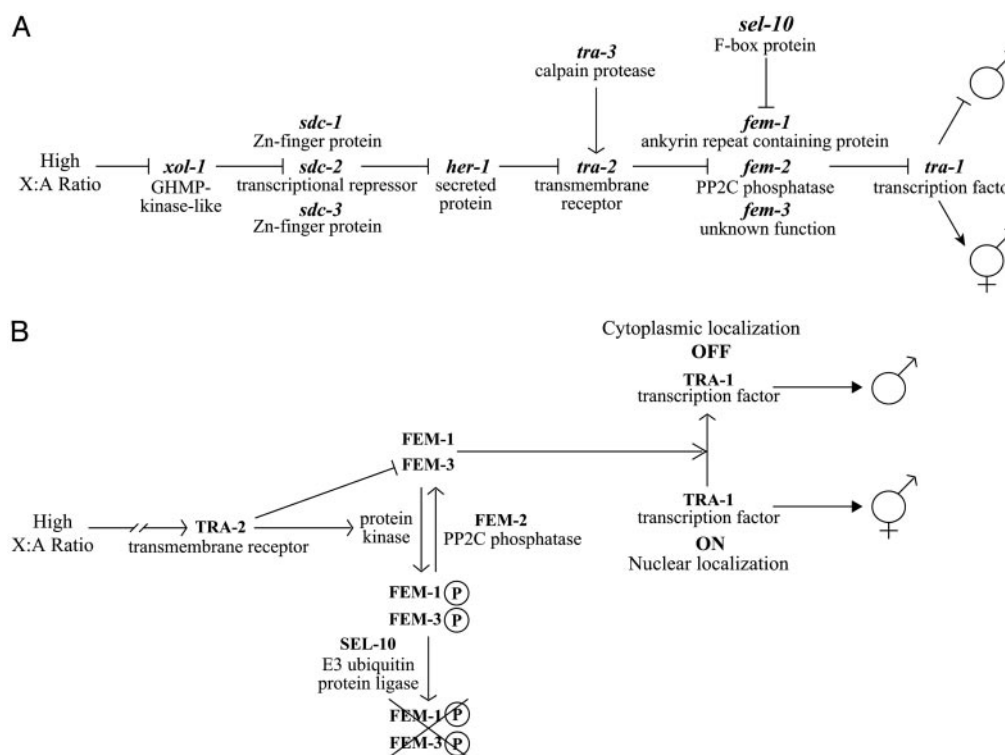 A
sel-10
F-box protein
tra-3
calpain protease
sdc-1
Zn-finger protein
fem-1
ankyrin repeat containing protein
High
X:A Ratio
xol-1
GHMP-
kinase-like
sdc-2
transcriptional repressor
her-1
secreted
protein
tra-2
transmembrane
receptor
fem-2
PP2C phosphatase
tra-1
transcription factor
sdc-3
Zn-finger protein
fem-3
unknown function
B
Cytoplasmic localization
OFF
TRA-1
transcription factor
FEM-1
FEM-3
High
X:A Ratio
TRA-2
transmembrane receptor
protein
kinase
FEM-2
PP2C phosphatase
TRA-1
transcription factor
ON
Nuclear localization
FEM-1 P
FEM-3 P
SEL-10
E3 ubiquitin
protein ligase
FEM-1 P
FEM-3 P